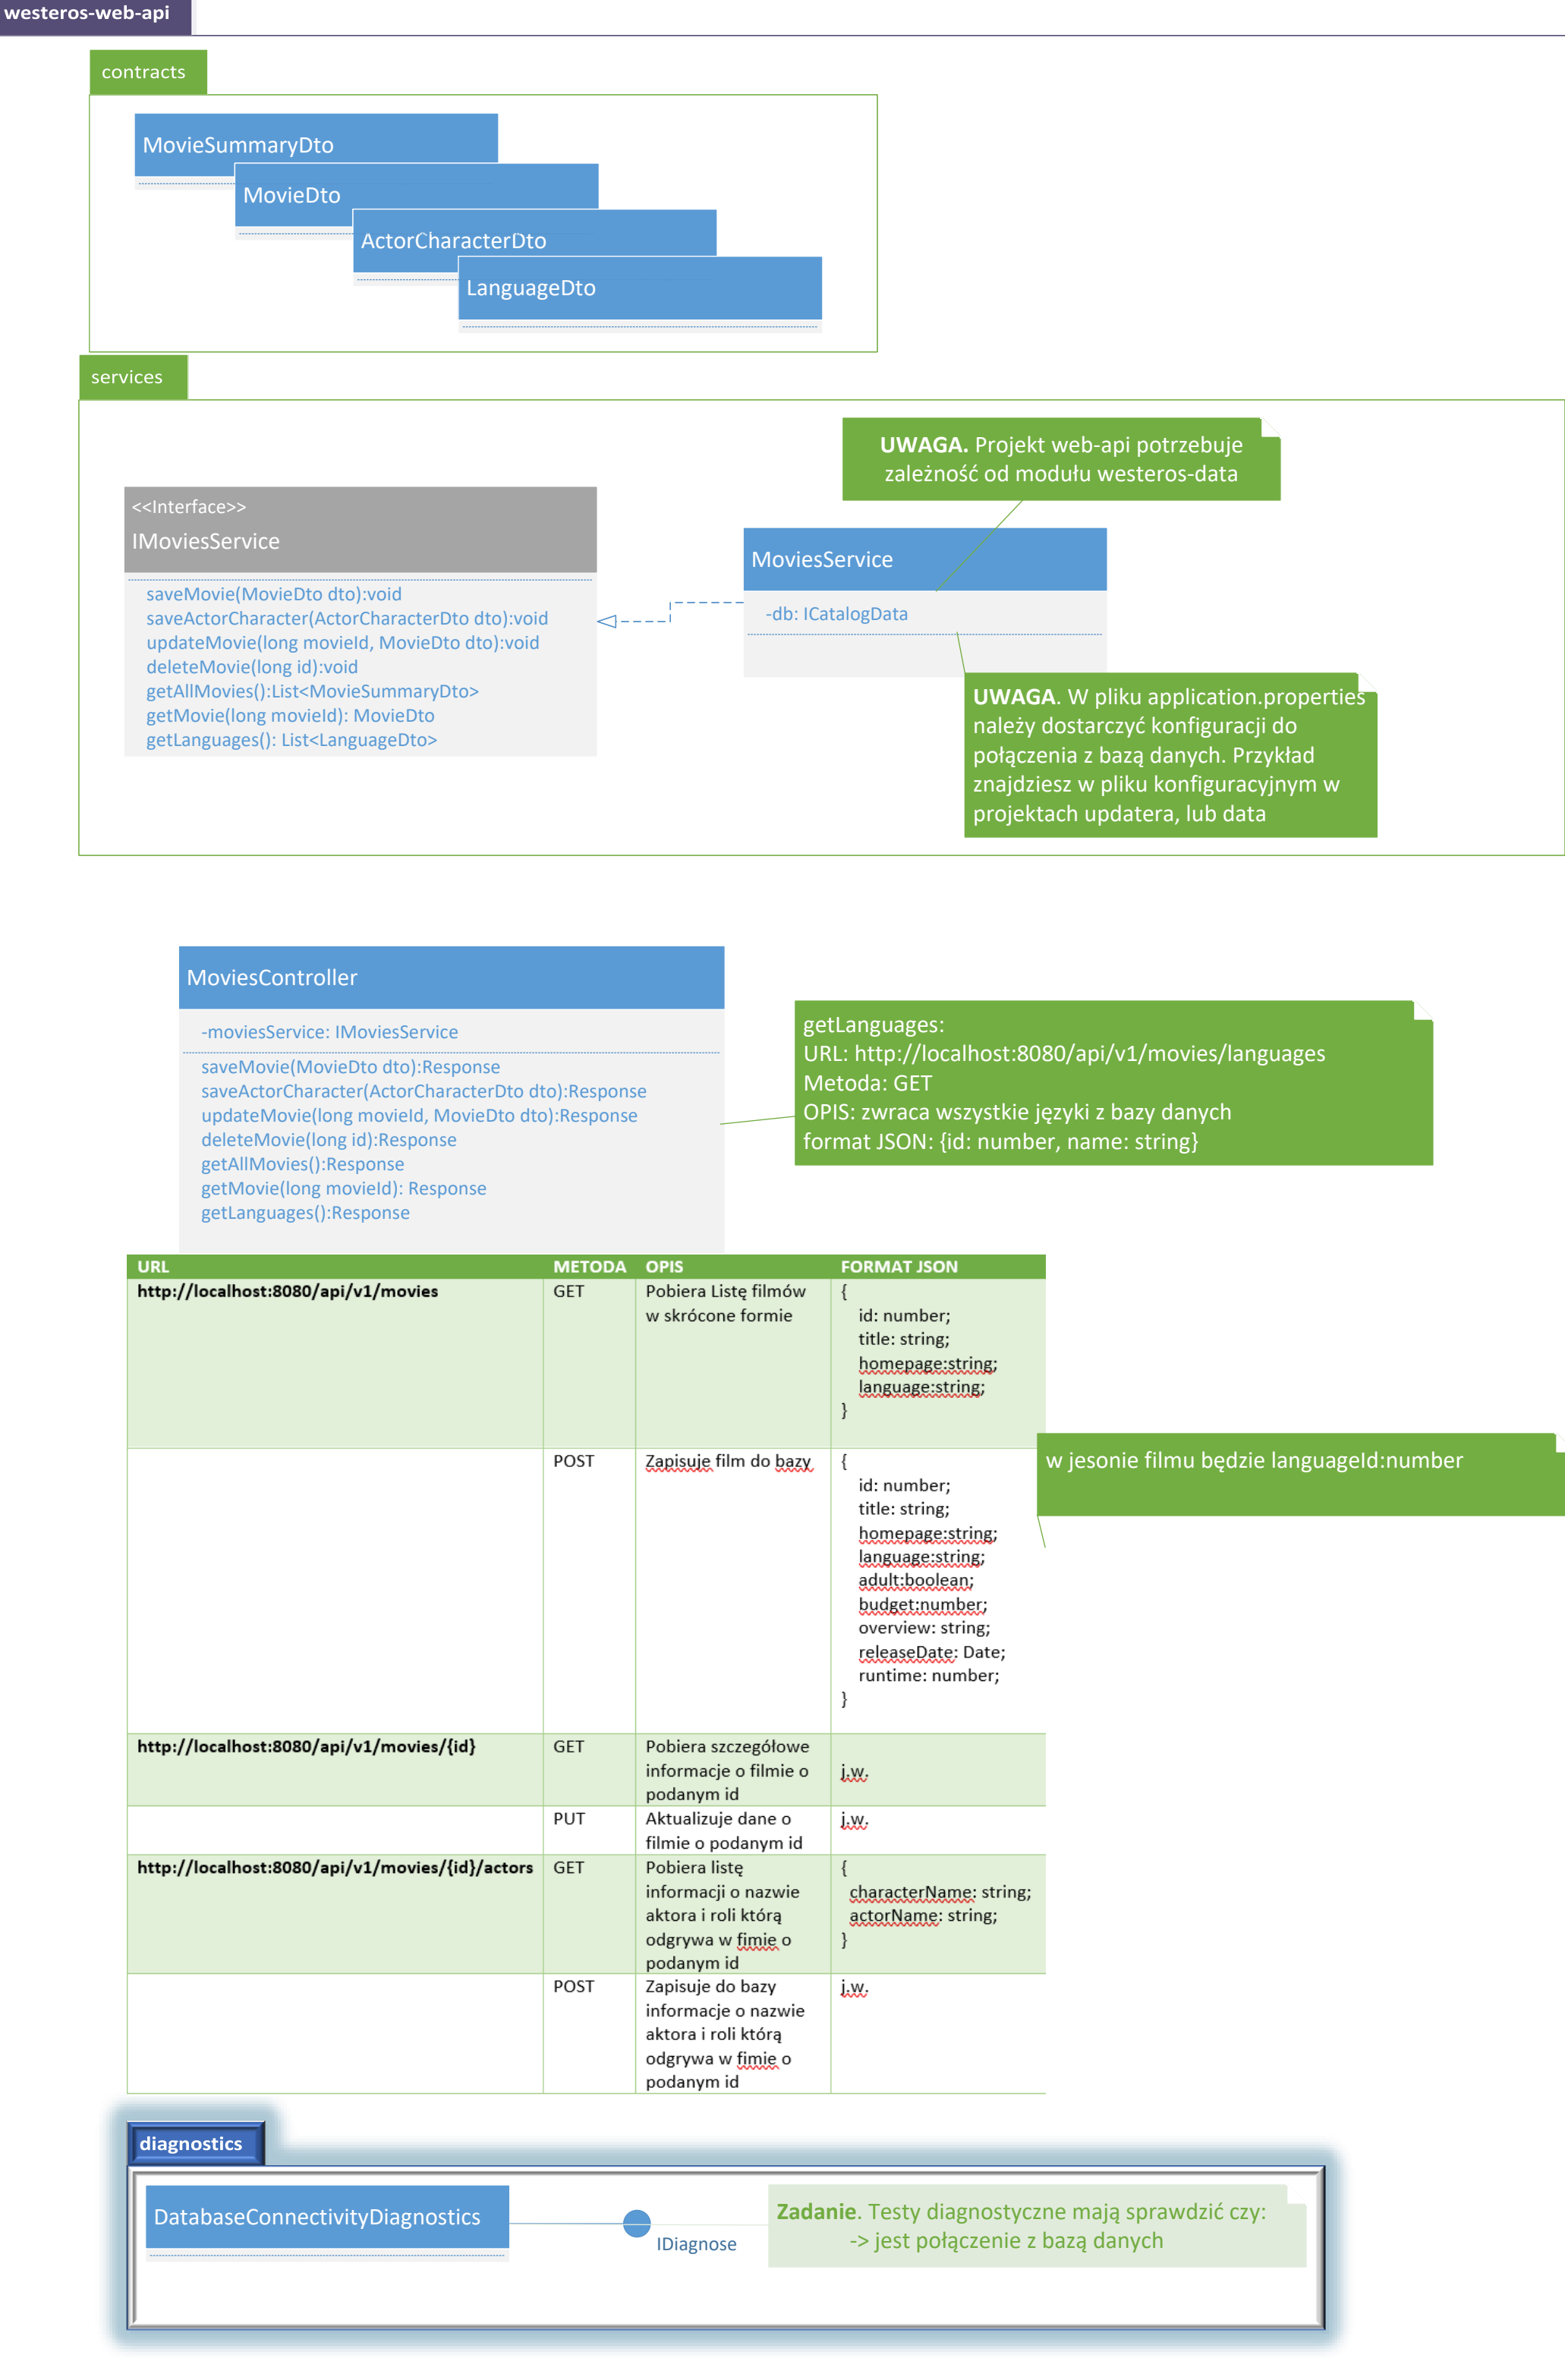 westeros-web-api
contracts
MovieSummaryDto
MovieDto
ActorCharacterDto
LanguageDto
services
UWAGA. Projekt web-api potrzebuje
zależność od modułu westeros-data
<<Interface>>
IMoviesService
saveMovie(MovieDto dto):void
saveActorCharacter(ActorCharacterDto dto):void
updateMovie(long movieId, MovieDto dto):void
deleteMovie(long id):void
getAllMovies():List<MovieSummaryDto>
getMovie(long movieId): MovieDto
getLanguages(): List<LanguageDto>
MoviesService
-db: ICatalogData
UWAGA. W pliku application.properties
należy dostarczyć konfiguracji do
połączenia z bazą danych. Przykład
znajdziesz w pliku konfiguracyjnym w
projektach updatera, lub data
MoviesController
-moviesService: IMoviesService
saveMovie(MovieDto dto):Response
saveActorCharacter(ActorCharacterDto dto):Response
updateMovie(long movieId, MovieDto dto):Response
deleteMovie(long id):Response
getAllMovies():Response
getMovie(long movieId): Response
getLanguages():Response
getLanguages:
URL: http://localhost:8080/api/v1/movies/languages
Metoda: GET
OPIS: zwraca wszystkie języki z bazy danych
format JSON: {id: number, name: string}
URL METODA OPIS FORMAT JSON
http://localhost:8080/api/v1/movies GET Pobiera Listę filmów {
w skrócone formie id: number;
title: string;
homepage:string;
language:string;
}
POST Zapisuje film do bazy {
id: number;
title: string;
homepage:string;
language:string;
adult:boolean;
budget:number;
overview: string;
releaseDate: Date;
runtime: number;
}
w jesonie filmu będzie languageId:number
http://localhost:8080/api/v1/movies/{id} GET Pobiera szczegółowe
informacje o filmie o j.w.
podanym id
PUT Aktualizuje dane o j.w.
filmie o podanym id
http://localhost:8080/api/v1/movies/{id}/actors GET Pobiera listę {
informacji o nazwie characterName: string;
aktora i roli którą actorName: string;
odgrywa w fimie o }
podanym id
POST Zapisuje do bazy j.w.
informacje o nazwie
aktora i roli którą
odgrywa w fimie o
podanym id
diagnostics
DatabaseConnectivityDiagnostics
IDiagnose
Zadanie. Testy diagnostyczne mają sprawdzić czy:
-> jest połączenie z bazą danych